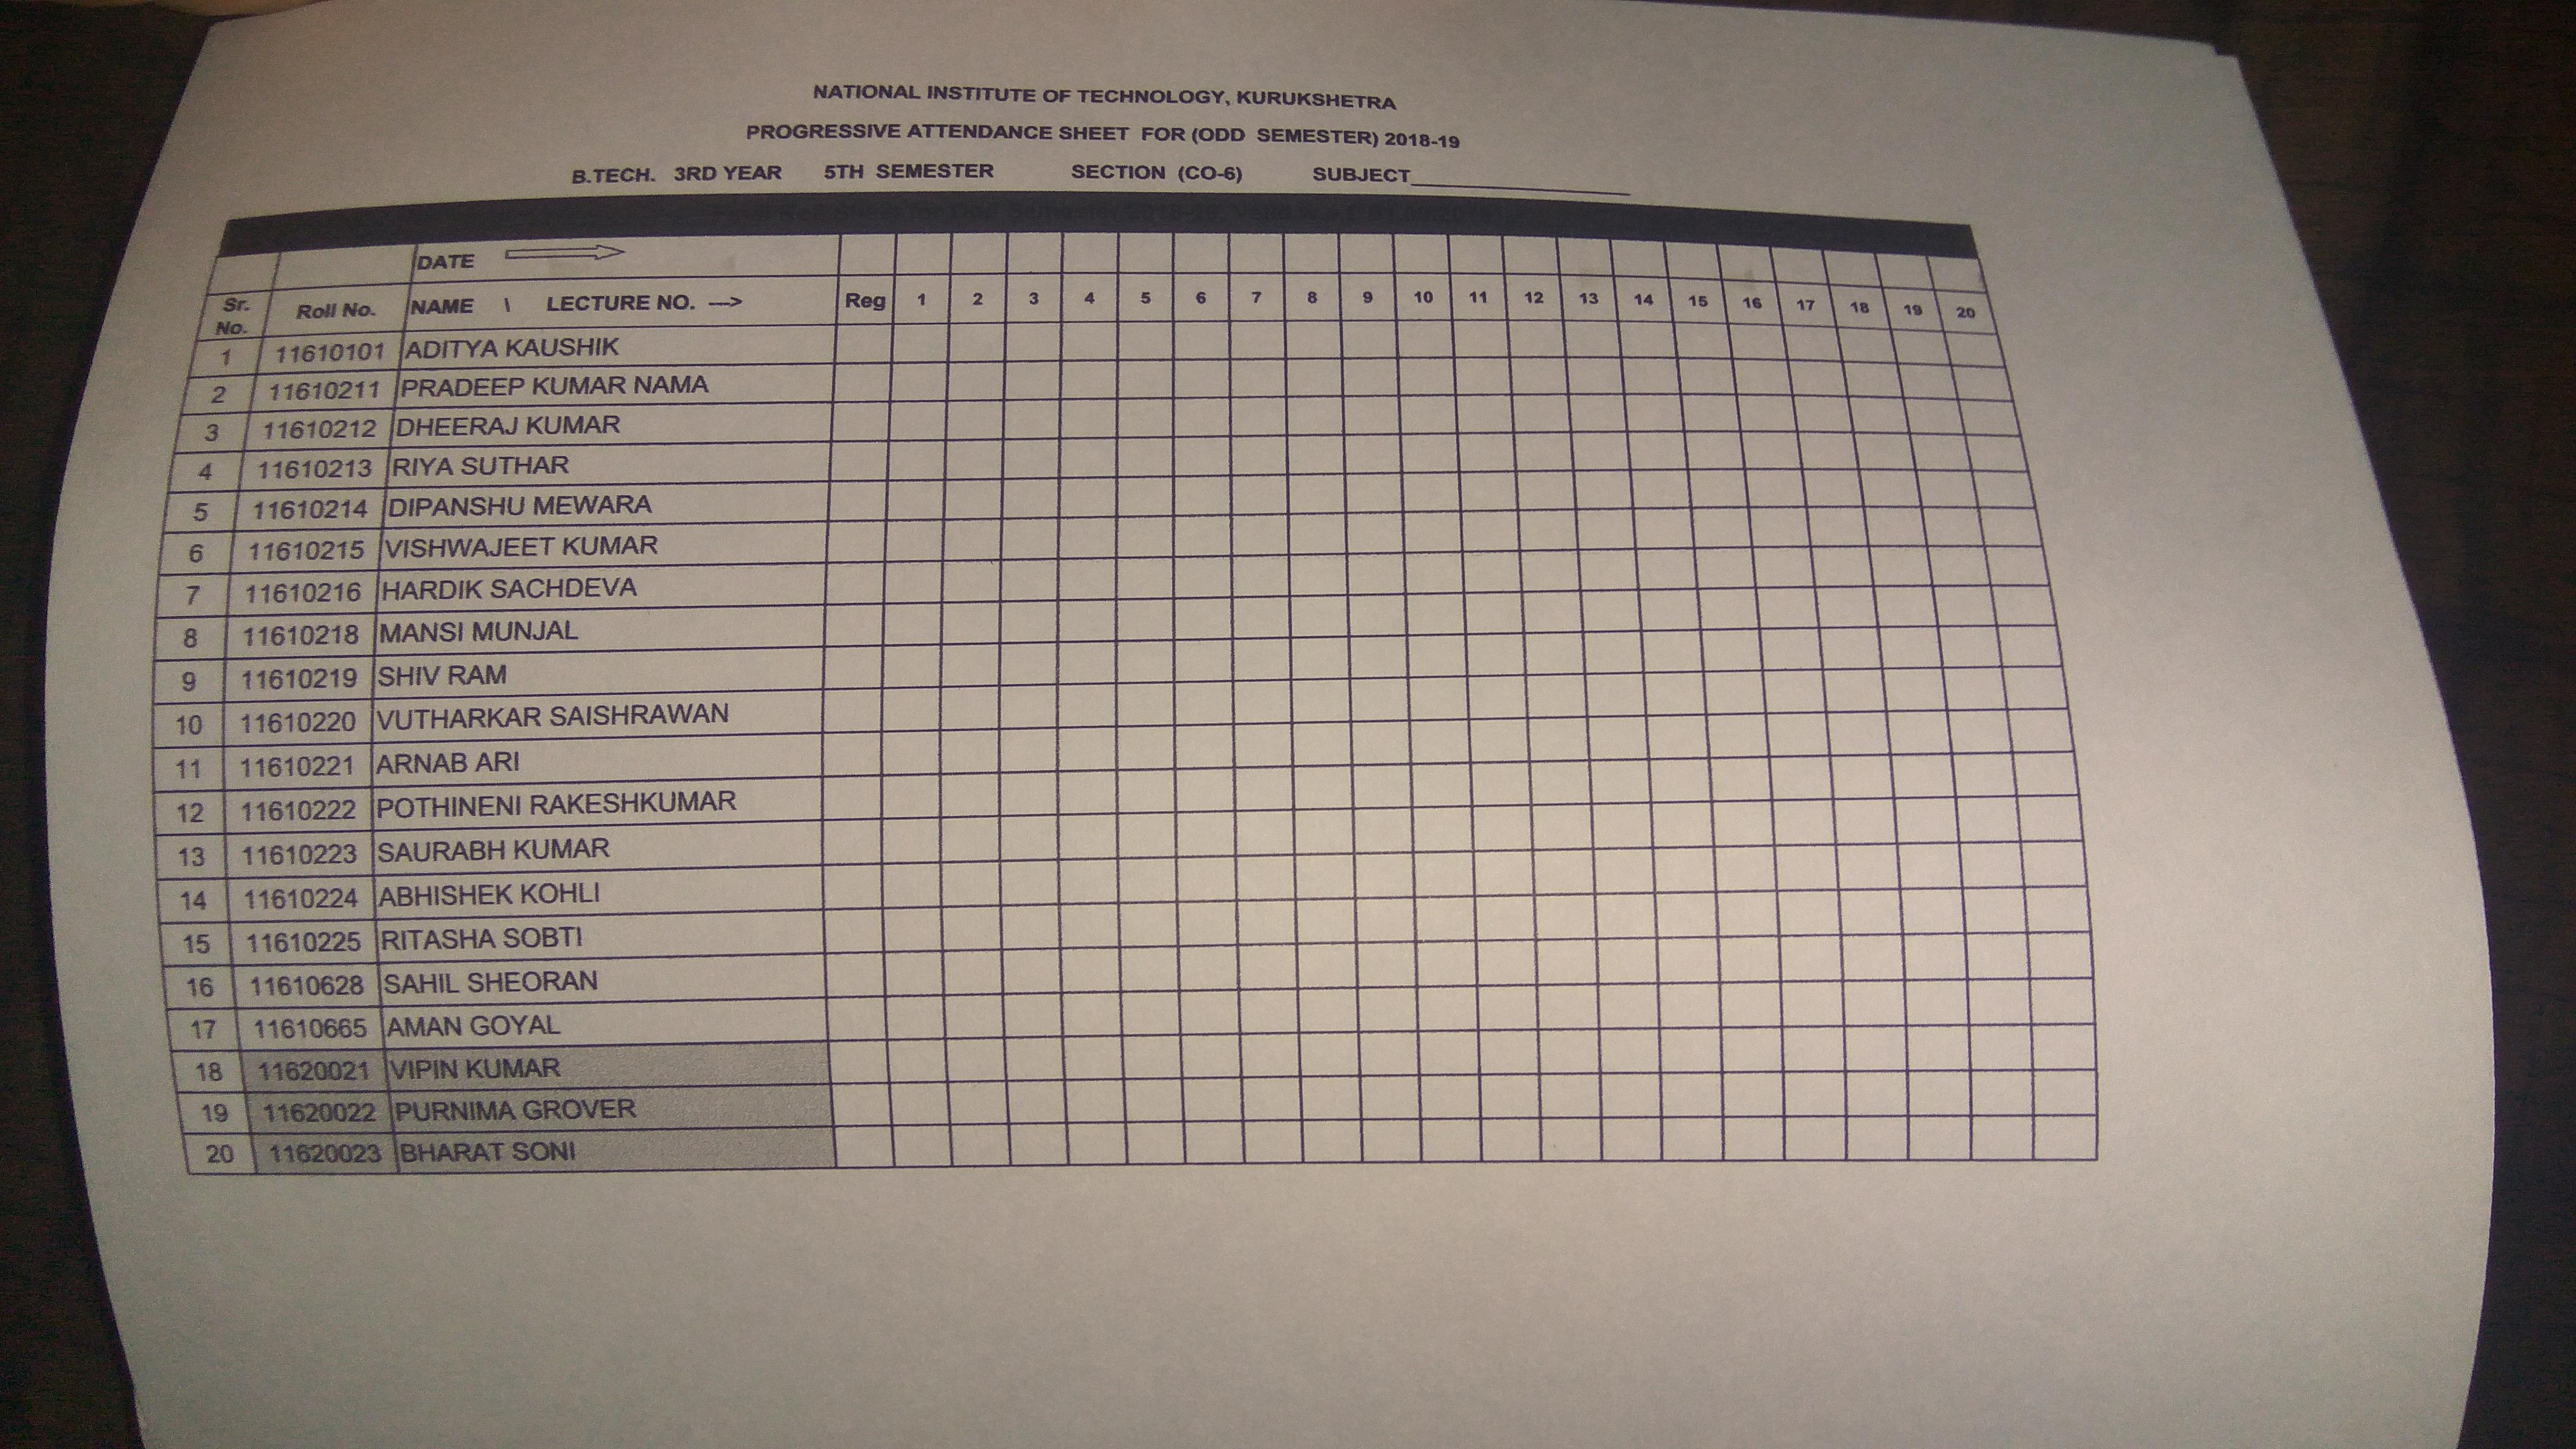 NATIONAL INSTITUTE OF TECHNOLOGY, KURUKSHETRA
PROGRESSIVE ATTENDANCE SHEET FOR (ODD SEMESTER) 2018-19
B.TECH. 3RD YEAR 5TH SEMESTER SECTION (CO-6) SUBJECT
DATE
Sr. No. Roll No. NAME \ LECTURE NO. ---> Reg 1 2 3 4 5 6 7 8 9 10 11 12 13 14 15 16 17 18 19 20
1 11610101 ADITYA KAUSHIK
2 11610211 PRADEEP KUMAR NAMA
3 11610212 DHEERAJ KUMAR
4 11610213 RIYA SUTHAR
5 11610214 DIPANSHU MEWARA
6 11610215 VISHWAJEET KUMAR
7 11610216 HARDIK SACHDEVA
8 11610218 MANSI MUNJAL
9 11610219 SHIV RAM
10 11610220 VUTHARKAR SAISHRAWAN
11 11610221 ARNAB ARI
12 11610222 POTHINENI RAKESHKUMAR
13 11610223 SAURABH KUMAR
14 11610224 ABHISHEK KOHLI
15 11610225 RITASHA SOBTI
16 11610628 SAHIL SHEORAN
17 11610665 AMAN GOYAL
18 11620021 VIPIN KUMAR
19 11620022 PURNIMA GROVER
20 11620023 BHARAT SONI